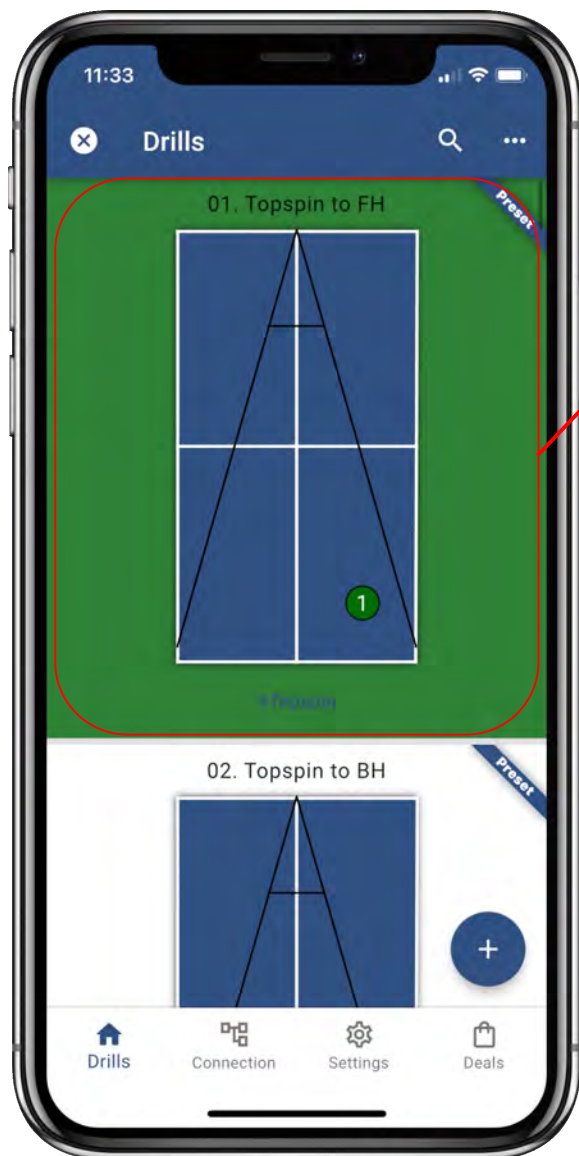 11:33
Drills
01. Topspin to FH
Preset
1
#Topspin
02. Topspin to BH
Preset
+
Drills
Connection
Settings
Deals